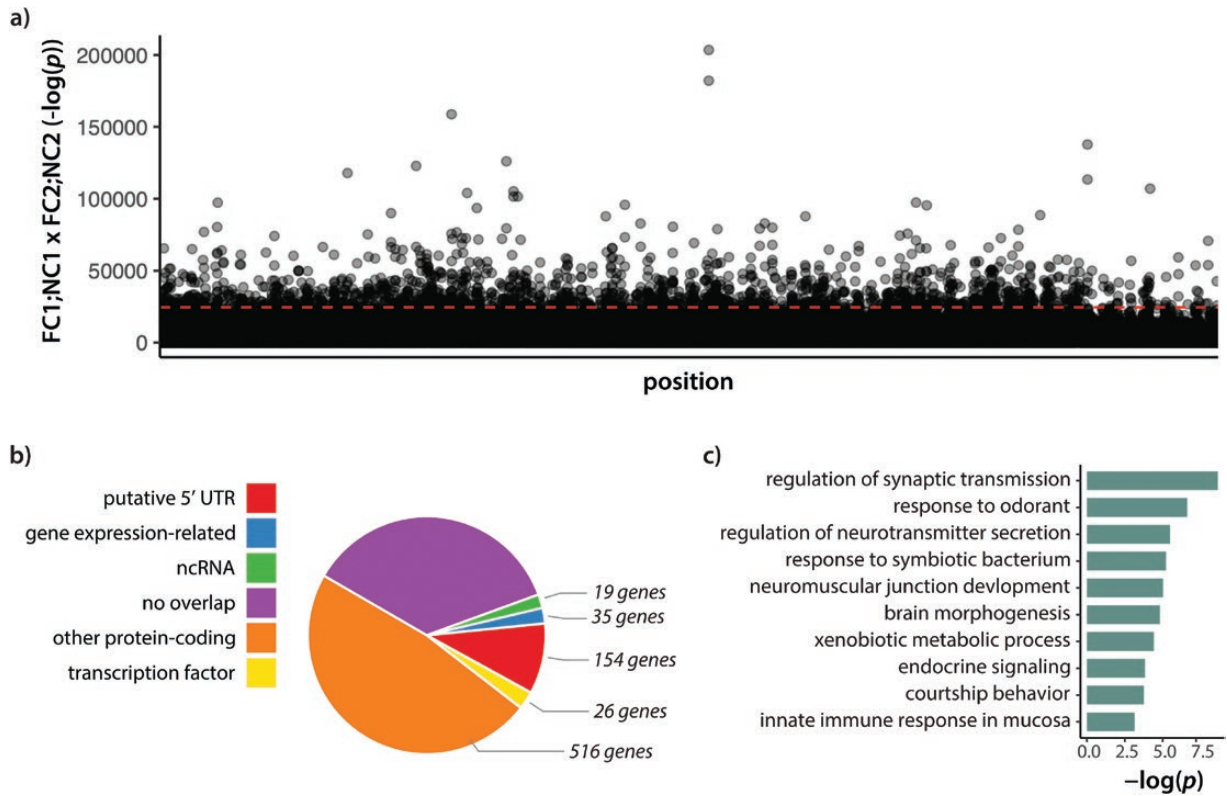 a)
FC1;NC1 x FC2;NC2 (-log(p))
200000
150000
100000
50000
0
position
b)
putative 5′ UTR
gene expression-related
ncRNA
no overlap
other protein-coding
transcription factor
19 genes
35 genes
154 genes
26 genes
516 genes
c)
regulation of synaptic transmission
response to odorant
regulation of neurotransmitter secretion
response to symbiotic bacterium
neuromuscular junction devlopment
brain morphogenesis
xenobiotic metabolic process
endocrine signaling
courtship behavior
innate immune response in mucosa
0.0 2.5 5.0 7.5
−log(p)